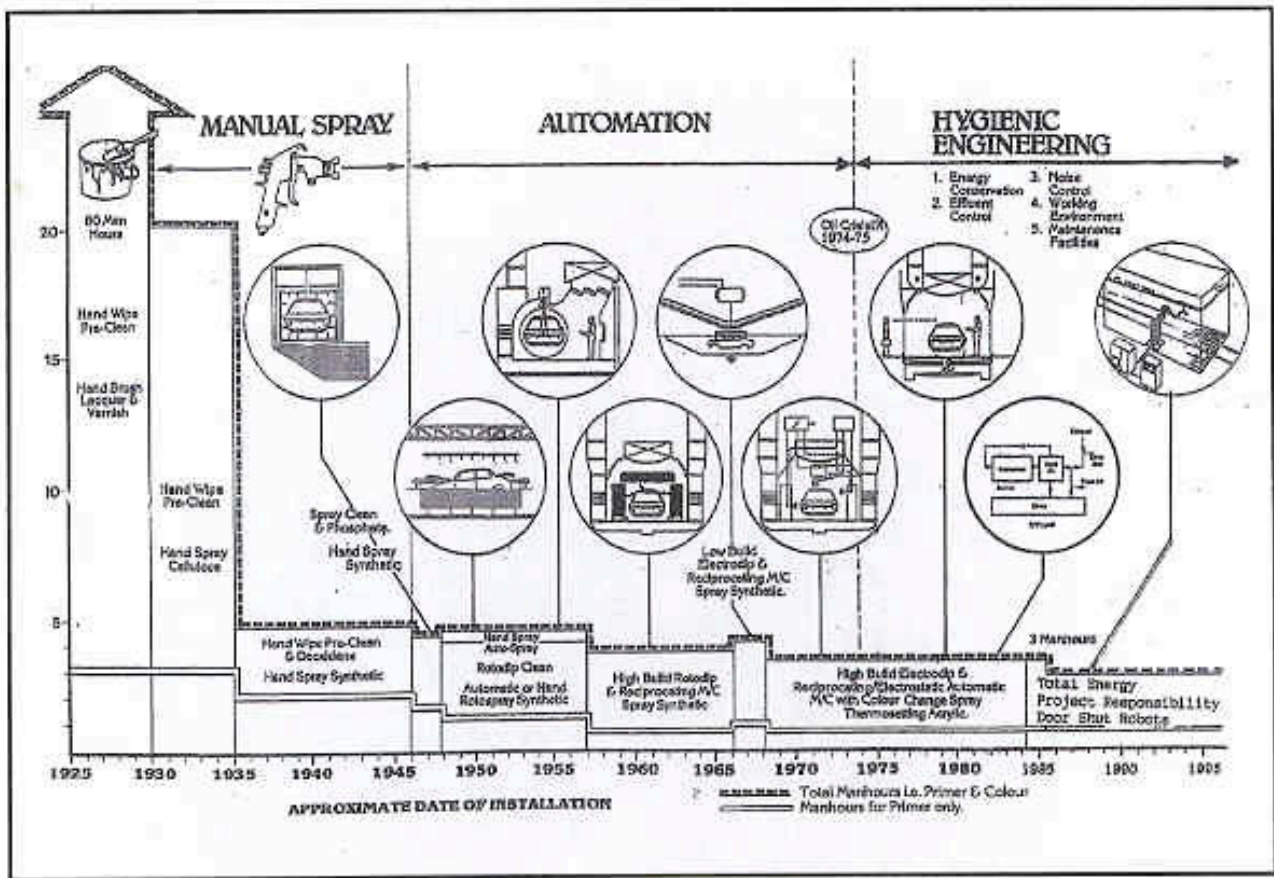 MANUAL SPRAY
AUTOMATION
HYGIENIC
ENGINEERING
1. Energy
Conservation
2. Effluent
Control
3. Noise
Control
4. Working
Environment
5. Maintenance
Facilities
Oil Crisis
1974-75
Man
Hours
Hand Wipe
Pre-Clean
Hand Brush
Lacquer &
Varnish
Hand Wipe
Pre-Clean
Hand Spray
Cellulose
Spray Clean
& Phosphate.
Hand Spray
Synthetic
Low Build
Electrodip &
Reciprocating M/C
Spray Synthetic.
Hand Wipe Pre-Clean
& Deoxidene
Hand Spray Synthetic
Hand Spray
Auto-Spray
Rotodip Clean
Automatic or Hand
Rotospray Synthetic
High Build Rotodip
& Reciprocating M/C
Spray Synthetic
High Build Electrodip &
Reciprocating/Electrostatic Automatic
M/C with Colour Change Spray
Thermosetting Acrylic.
3 Manhours
Total Energy
Project Responsibility
Door Shut Robots
20
15
10
5
0
1925 1930 1935 1940 1945 1950 1955 1960 1965 1970 1975 1980 1985 1990 1995
APPROXIMATE DATE OF INSTALLATION
Total Manhours i.e. Primer & Colour
Manhours for Primer only.